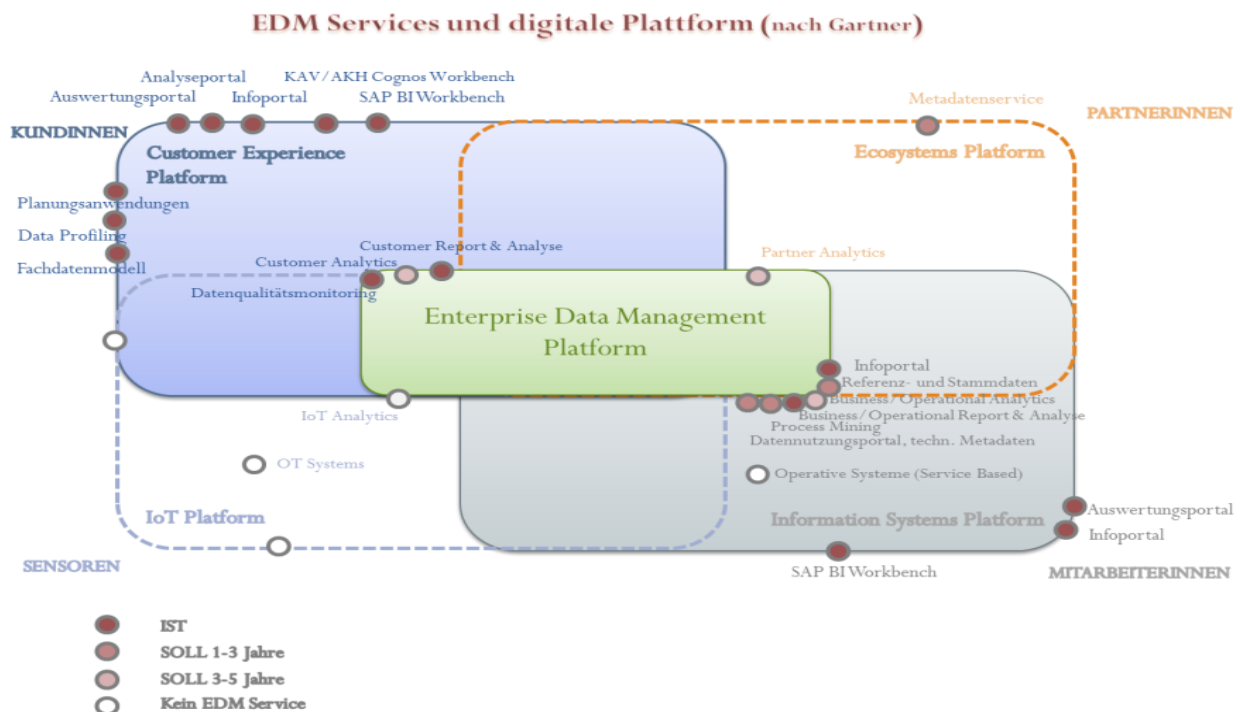 EDM Services und digitale Plattform (nach Gartner)
Analyseportal
KAV/AKH Cognos Workbench
Auswertungsportal
Infoportal
SAP BI Workbench
Metadatenservice
PARTNERINNEN
KUNDINNEN
Customer Experience
Platform
Ecosystems Platform
Planungsanwendungen
Data Profiling
Fachdatenmodell
Customer Report & Analyse
Customer Analytics
Datenqualitätsmonitoring
Partner Analytics
Enterprise Data Management
Platform
Infoportal
Referenz- und Stammdaten
Business/Operational Analytics
Business/Operational Report & Analyse
Process Mining
Datennutzungsportal, techn. Metadaten
IoT Analytics
OT Systems
Operative Systeme (Service Based)
IoT Platform
Information Systems Platform
Auswertungsportal
Infoportal
SENSOREN
SAP BI Workbench
MITARBEITERINNEN
IST
SOLL 1-3 Jahre
SOLL 3-5 Jahre
Kein EDM Service